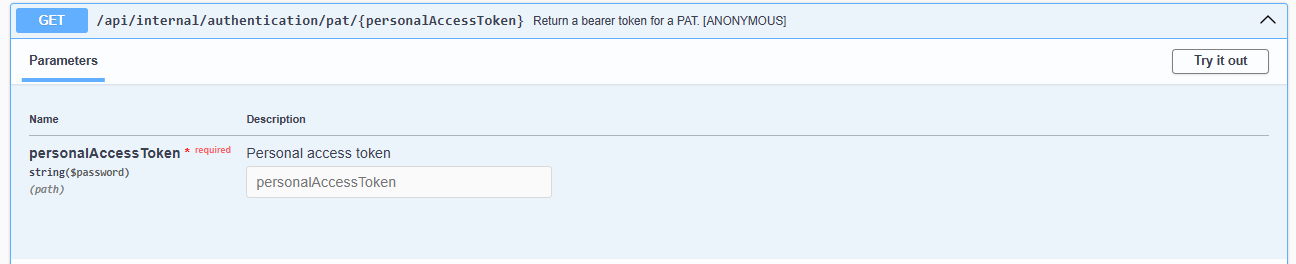 GET /api/internal/authentication/pat/{personalAccessToken} Return a bearer token for a PAT. [ANONYMOUS]
Parameters Try it out
Name Description
personalAccessToken * required Personal access token
string($password) personalAccessToken
(path)